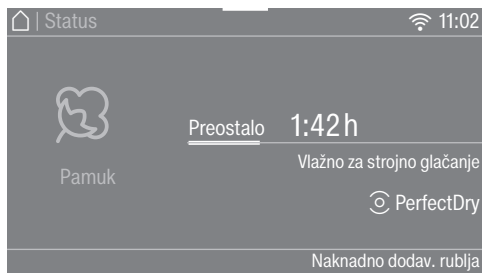 | Status 11:02
Preostalo 1:42 h
Vlažno za strojno glačanje
Pamuk
PerfectDry
Naknadno dodav. rublja